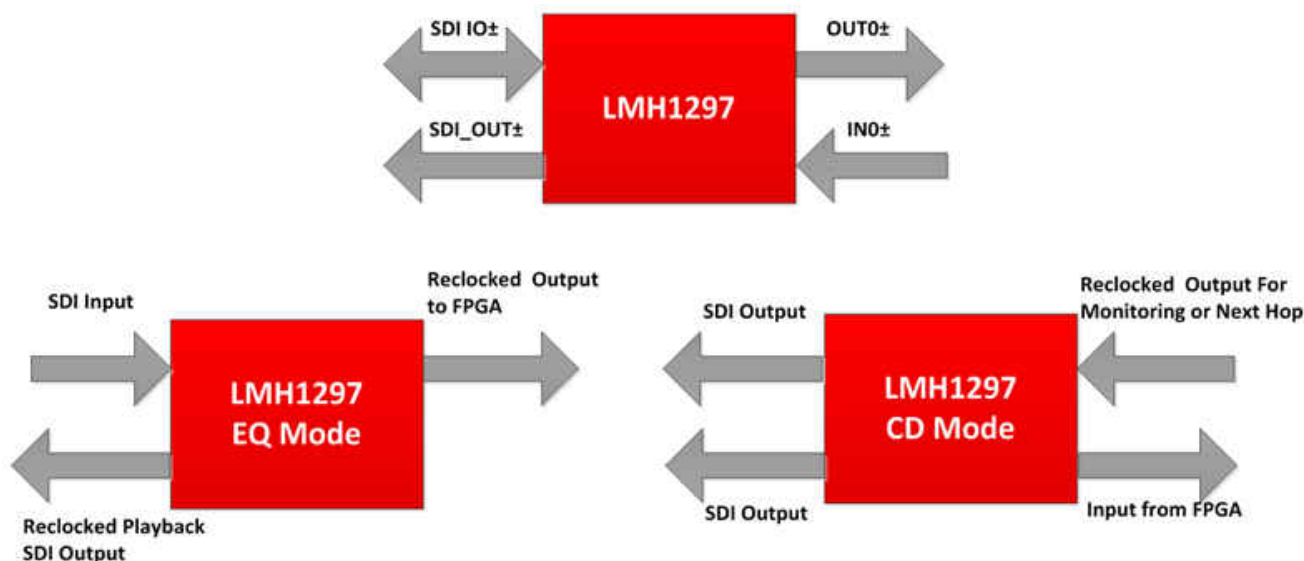 SDI IO±
OUT0±
LMH1297
SDI_OUT±
IN0±
SDI Input
Reclocked Output
to FPGA
LMH1297
EQ Mode
Reclocked Playback
SDI Output
SDI Output
Reclocked Output For
Monitoring or Next Hop
LMH1297
CD Mode
SDI Output
Input from FPGA